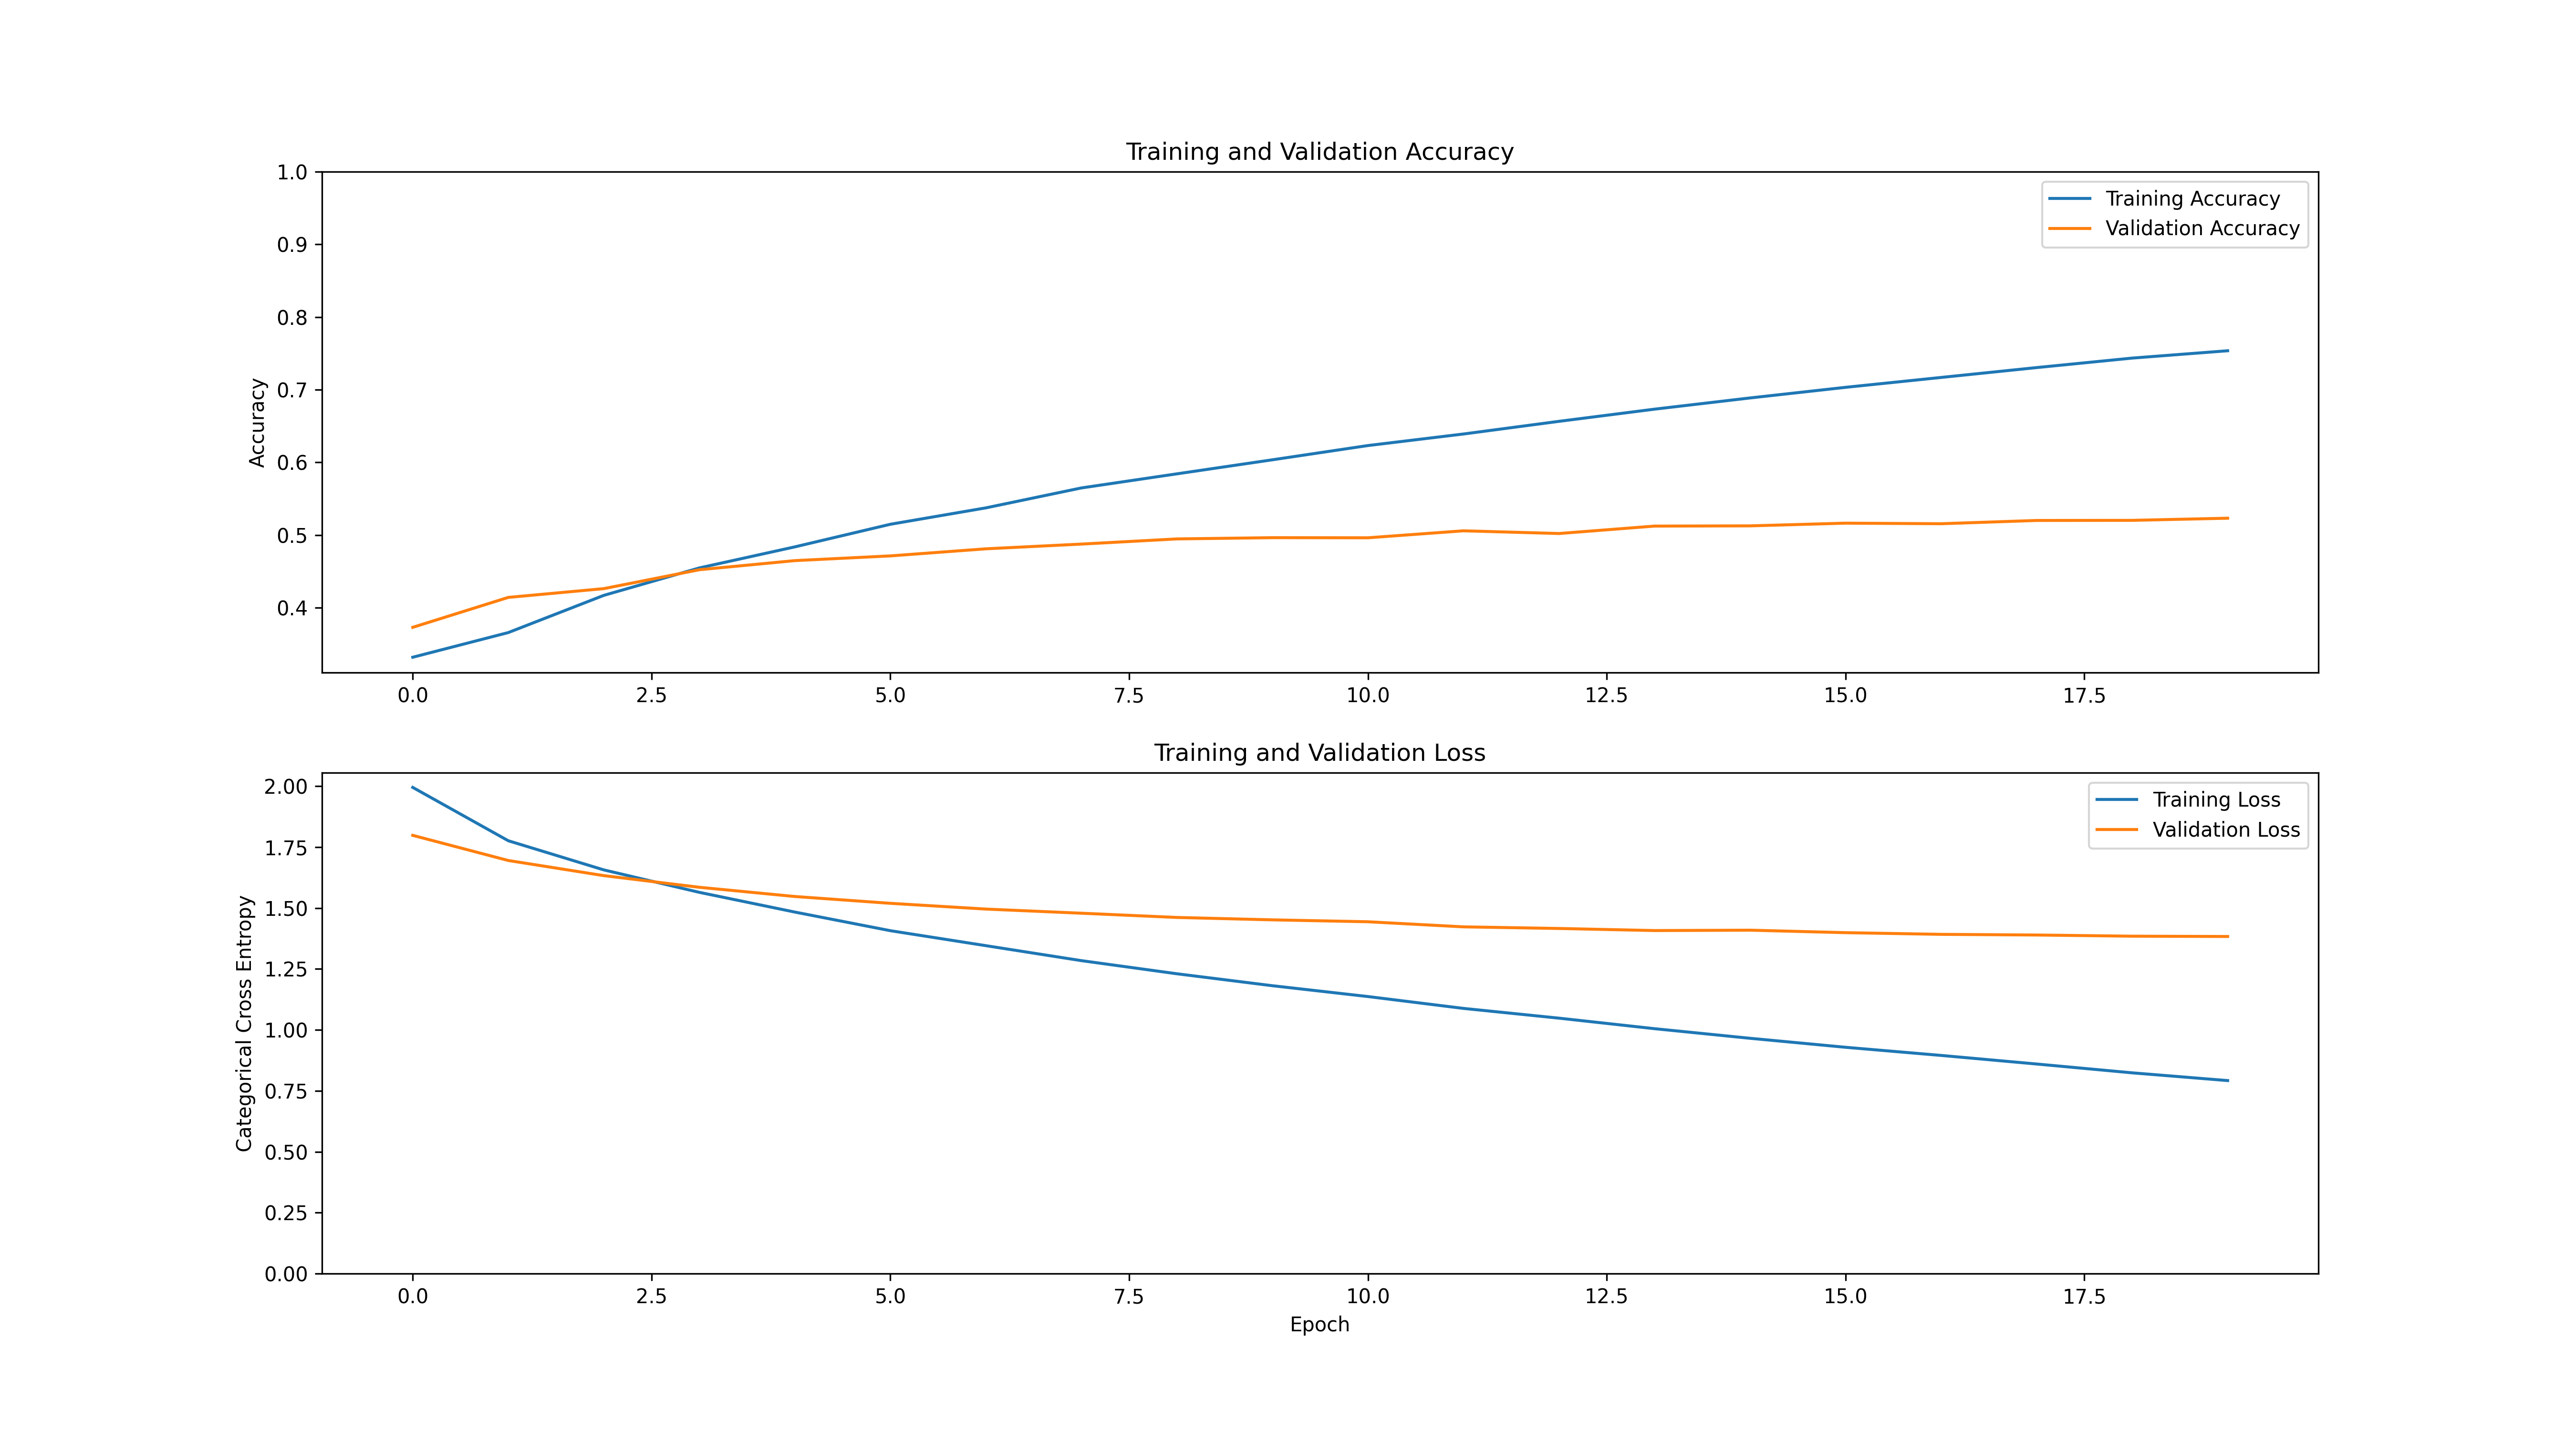 Training and Validation Accuracy
1.0
0.9
0.8
0.7
0.6
0.5
0.4
Accuracy
Training Accuracy
Validation Accuracy
0.0 2.5 5.0 7.5 10.0 12.5 15.0 17.5
Training and Validation Loss
2.00
1.75
1.50
1.25
1.00
0.75
0.50
0.25
0.00
Categorical Cross Entropy
Training Loss
Validation Loss
0.0 2.5 5.0 7.5 10.0 12.5 15.0 17.5
Epoch